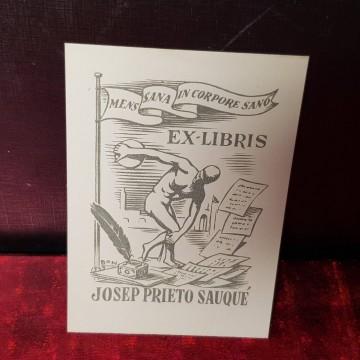 MENS SANA IN CORPORE SANO
EX-LIBRIS
JOSEP PRIETO SAUQUÉ